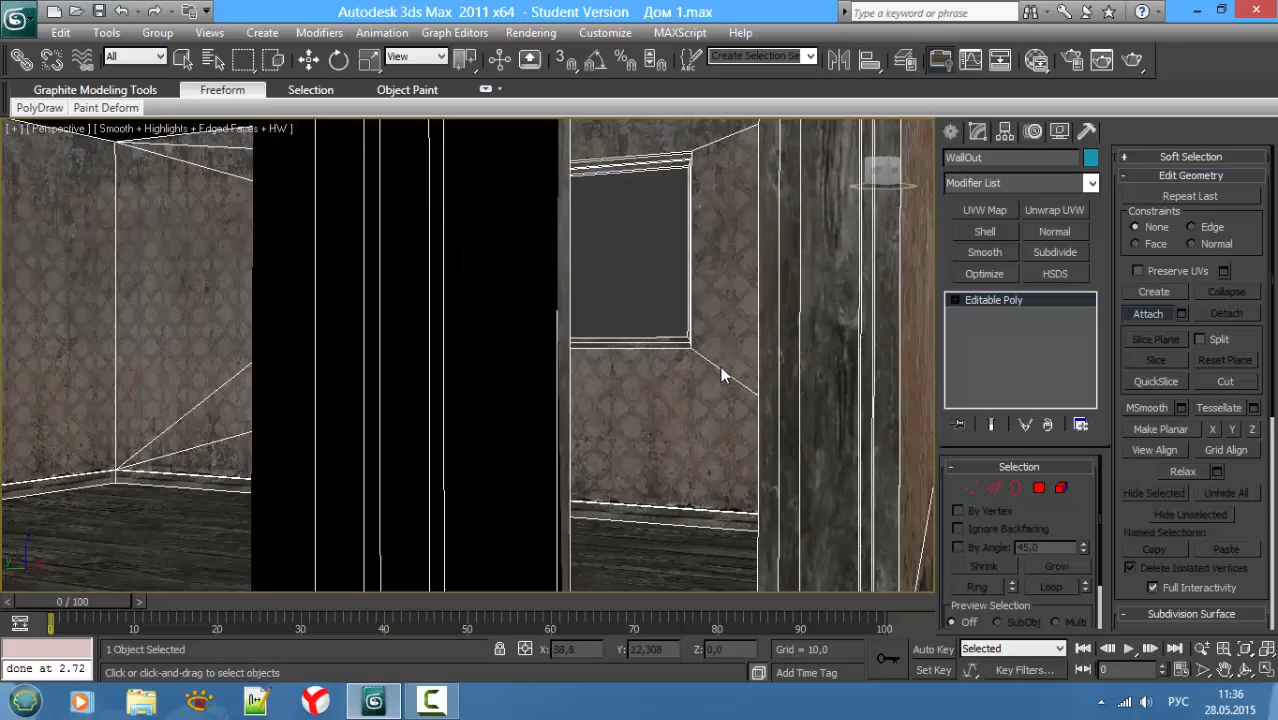 Autodesk 3ds Max 2011 x64 - Student Version Дом 1.max
Type a keyword or phrase
Edit Tools Group Views Create Modifiers Animation Graph Editors Rendering Customize MAXScript Help
All View Create Selection Se
Graphite Modeling Tools Freeform Selection Object Paint
PolyDraw Paint Deform
[ + ] [ Perspective ] [ Smooth + Highlights + Edged Faces + HW ]
WallOut
Modifier List
UVW Map Unwrap UVW
Shell Normal
Smooth Subdivide
Optimize HSDS
Editable Poly
Selection
By Vertex
Ignore Backfacing
By Angle: 45,0
Shrink Grow
Ring Loop
Preview Selection
Off SubObj Multi
Soft Selection
Edit Geometry
Repeat Last
Constraints
None Edge
Face Normal
Preserve UVs
Create Collapse
Attach Detach
Slice Plane Split
Slice Reset Plane
QuickSlice Cut
MSmooth Tessellate
Make Planar X Y Z
View Align Grid Align
Relax
Hide Selected Unhide All
Hide Unselected
Named Selections:
Copy Paste
Delete Isolated Vertices
Full Interactivity
Subdivision Surface
0 / 100
0 10 20 30 40 50 60 70 80 90 100
1 Object Selected X: 58,8 Y: 12,308 Z: 0,0 Grid = 10,0 Auto Key Selected
done at 2.72 Click or click-and-drag to select objects Add Time Tag Set Key Key Filters... 0
РУС 11:36
28.05.2015